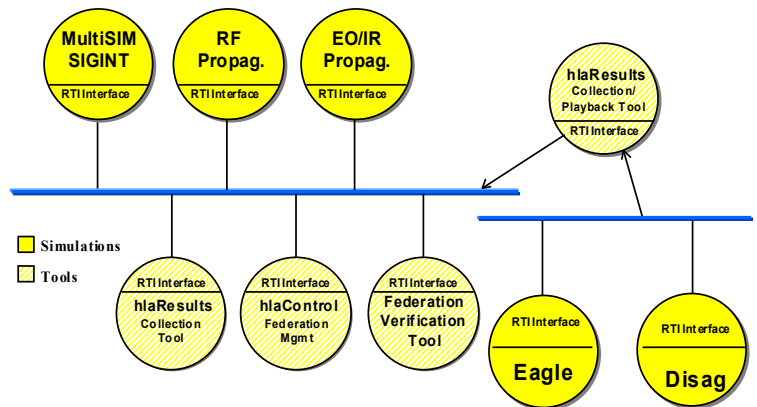 MultiSIM
SIGINT
RTI Interface
RF
Propag.
RTI Interface
EO/IR
Propag.
RTI Interface
hlaResults
Collection/
Playback Tool
RTI Interface
Simulations
Tools
RTI Interface
hlaResults
Collection
Tool
RTI Interface
hlaControl
Federation
Mgmt
RTI Interface
Federation
Verification
Tool
RTI Interface
Eagle
RTI Interface
Disag